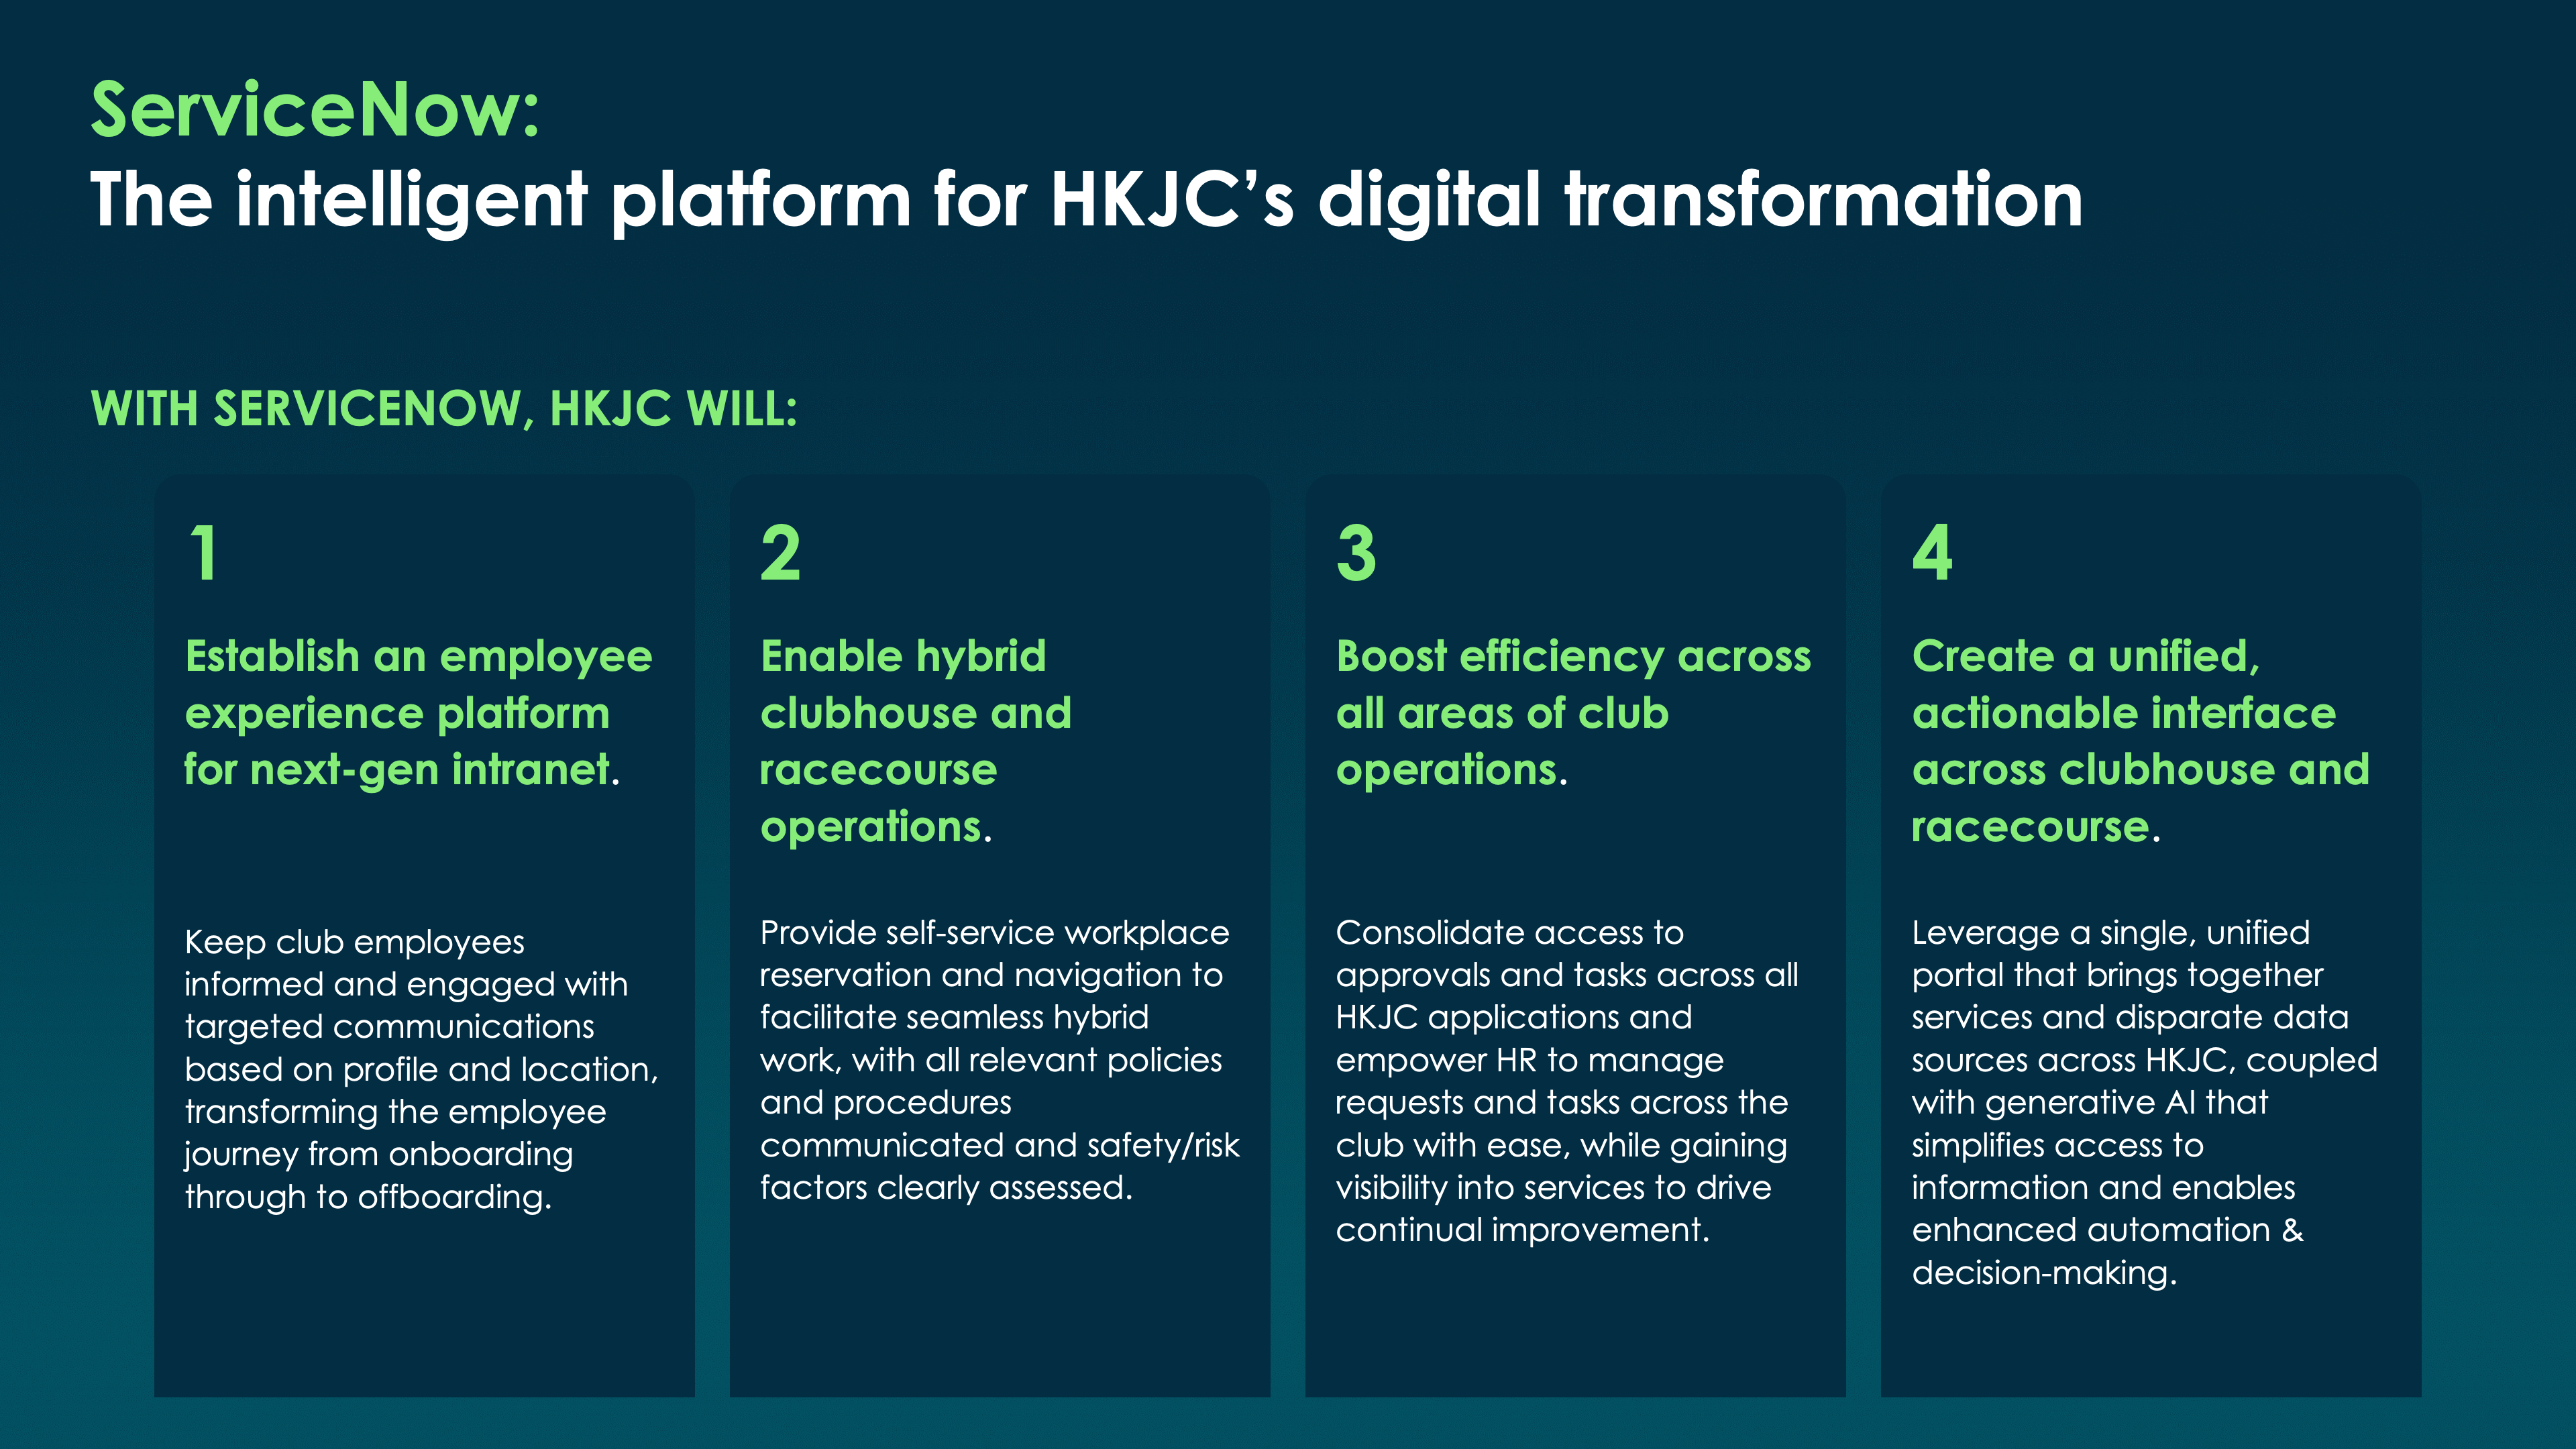 ServiceNow:
The intelligent platform for HKJC’s digital transformation
WITH SERVICENOW, HKJC WILL:
1
Establish an employee
experience platform
for next-gen intranet.
Keep club employees
informed and engaged with
targeted communications
based on profile and location,
transforming the employee
journey from onboarding
through to offboarding.
2
Enable hybrid
clubhouse and
racecourse
operations.
Provide self-service workplace
reservation and navigation to
facilitate seamless hybrid
work, with all relevant policies
and procedures
communicated and safety/risk
factors clearly assessed.
3
Boost efficiency across
all areas of club
operations.
Consolidate access to
approvals and tasks across all
HKJC applications and
empower HR to manage
requests and tasks across the
club with ease, while gaining
visibility into services to drive
continual improvement.
4
Create a unified,
actionable interface
across clubhouse and
racecourse.
Leverage a single, unified
portal that brings together
services and disparate data
sources across HKJC, coupled
with generative AI that
simplifies access to
information and enables
enhanced automation &
decision-making.